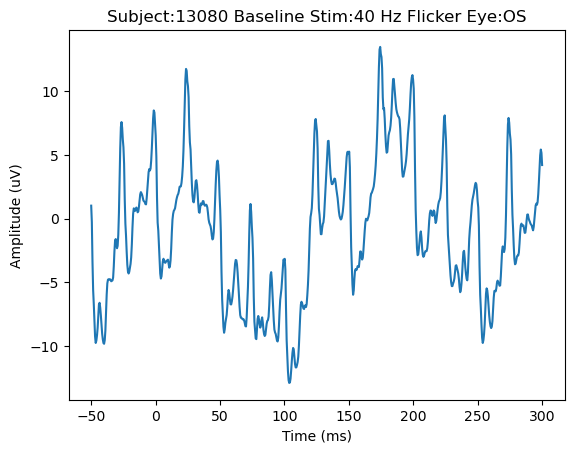 Subject:13080 Baseline Stim:40 Hz Flicker Eye:OS
10
5
0
−5
−10
Amplitude (uV)
−50 0 50 100 150 200 250 300
Time (ms)